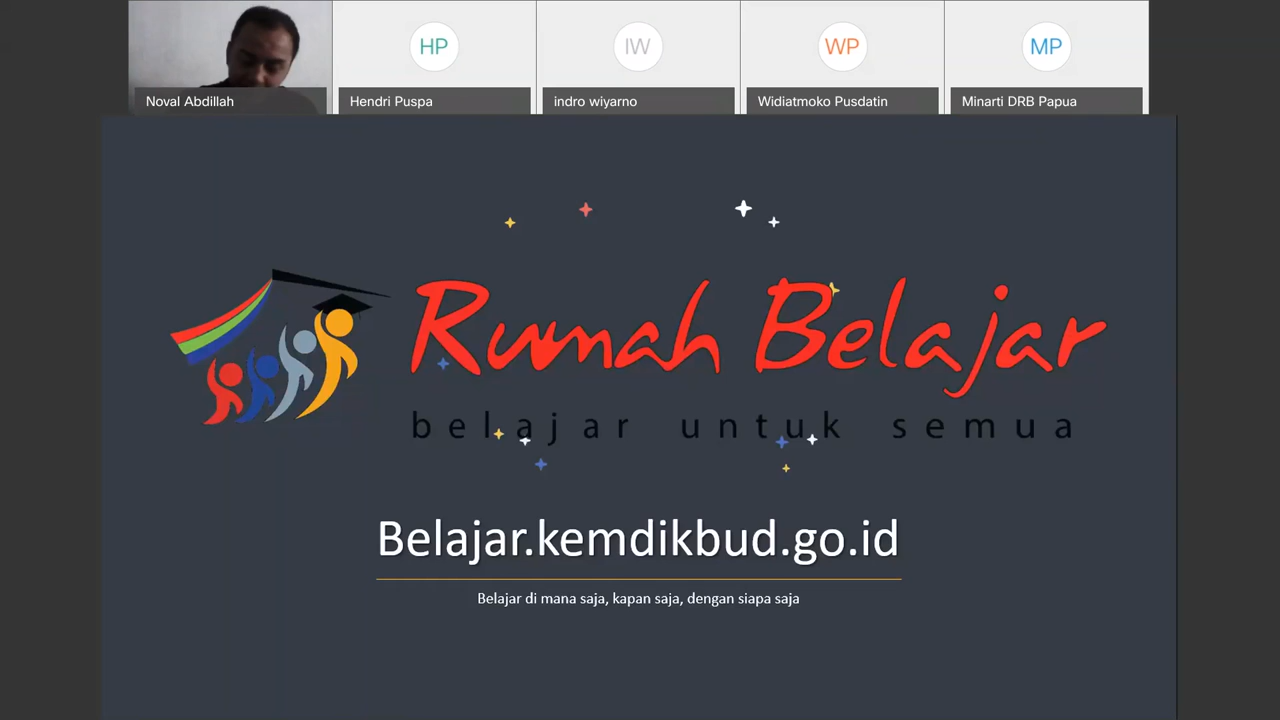 HP
IW
WP
MP
Noval Abdillah
Hendri Puspa
indro wiyarno
Widiatmoko Pusdatin
Minarti DRB Papua
Rumah Belajar
belajar untuk semua
Belajar.kemdikbud.go.id
Belajar di mana saja, kapan saja, dengan siapa saja